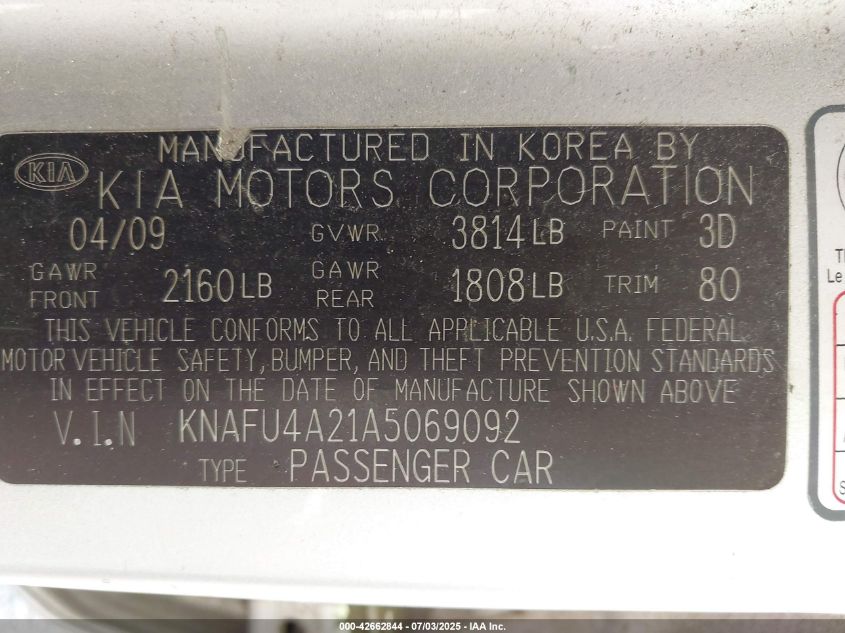 MANUFACTURED IN KOREA BY
KIA
KIA MOTORS CORPORATION
04/09 GVWR 3814LB PAINT 3D
GAWR FRONT 2160LB GAWR REAR 1808LB TRIM 80
THIS VEHICLE CONFORMS TO ALL APPLICABLE U.S.A. FEDERAL
MOTOR VEHICLE SAFETY, BUMPER, AND THEFT PREVENTION STANDARDS
IN EFFECT ON THE DATE OF MANUFACTURE SHOWN ABOVE
V.I.N KNAFU4A21A5069092
TYPE PASSENGER CAR
Le
000-42662844 - 07/03/2025 - IAA Inc.